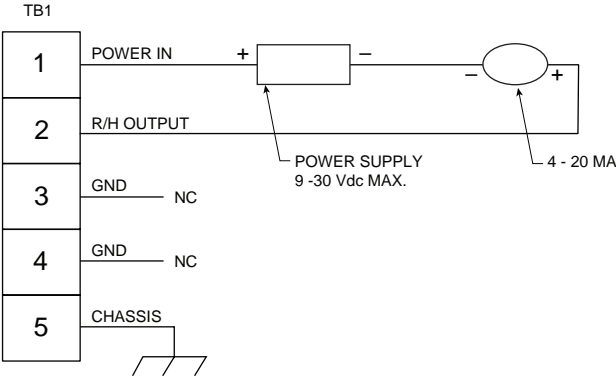 TB1
1 POWER IN + – – +
2 R/H OUTPUT
POWER SUPPLY
9 -30 Vdc MAX.
4 - 20 MA
3 GND NC
4 GND NC
5 CHASSIS